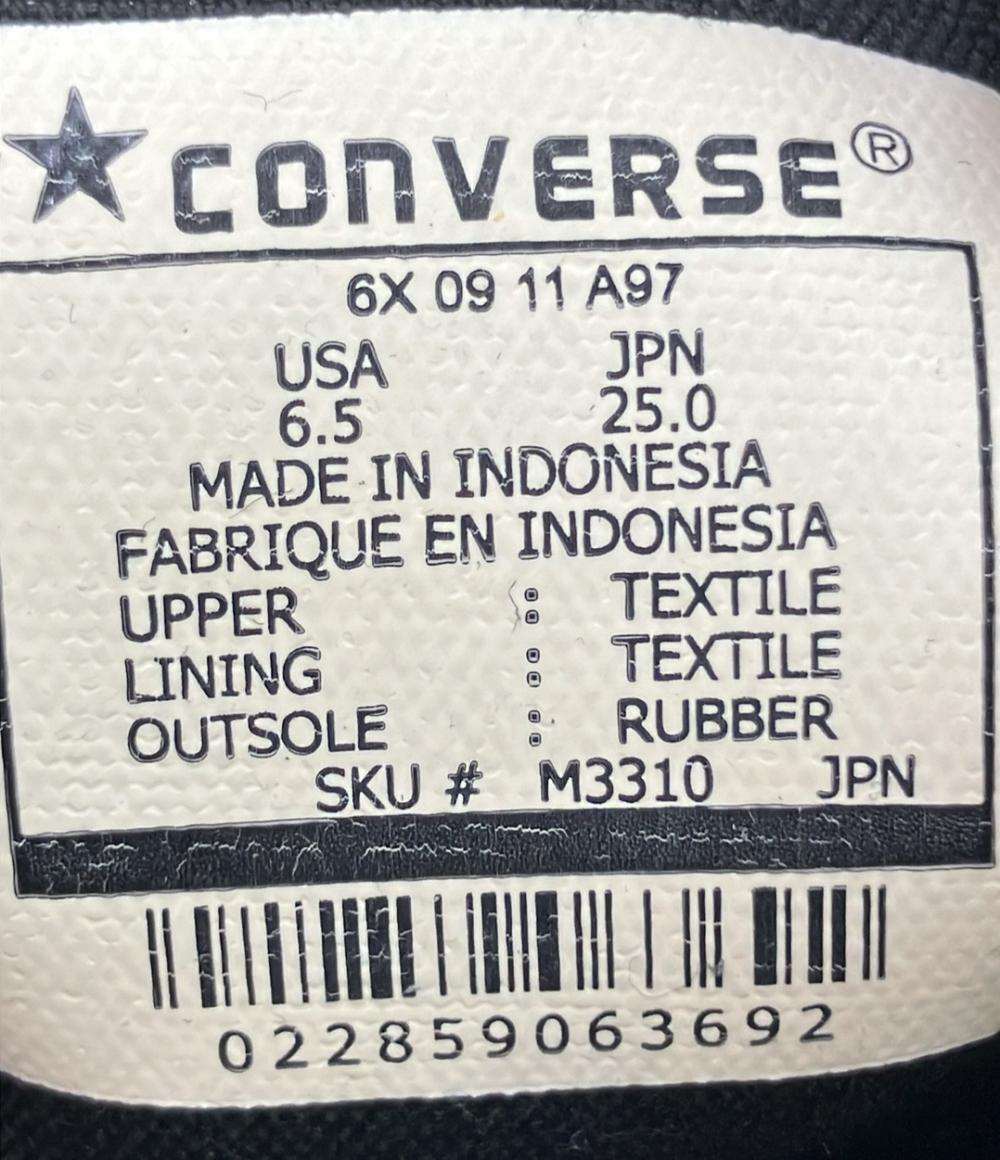 ★ CONVERSE®
6X 09 11 A97
USA JPN
6.5 25.0
MADE IN INDONESIA
FABRIQUE EN INDONESIA
UPPER : TEXTILE
LINING : TEXTILE
OUTSOLE : RUBBER
SKU # M3310 JPN
022859063692